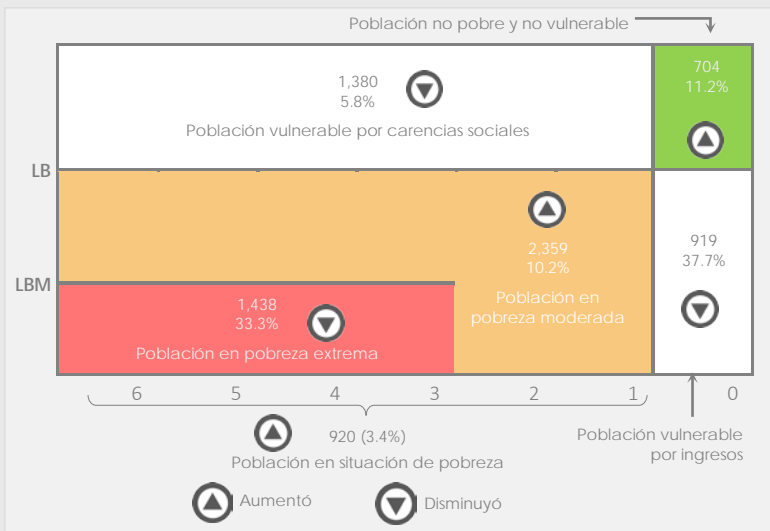 Población no pobre y no vulnerable
704
11.2%
1,380
5.8%
Población vulnerable por carencias sociales
LB
2,359
10.2%
Población en
pobreza moderada
919
37.7%
LBM
1,438
33.3%
Población en pobreza extrema
6 5 4 3 2 1 0
920 (3.4%)
Población en situación de pobreza
Población vulnerable
por ingresos
Aumentó Disminuyó